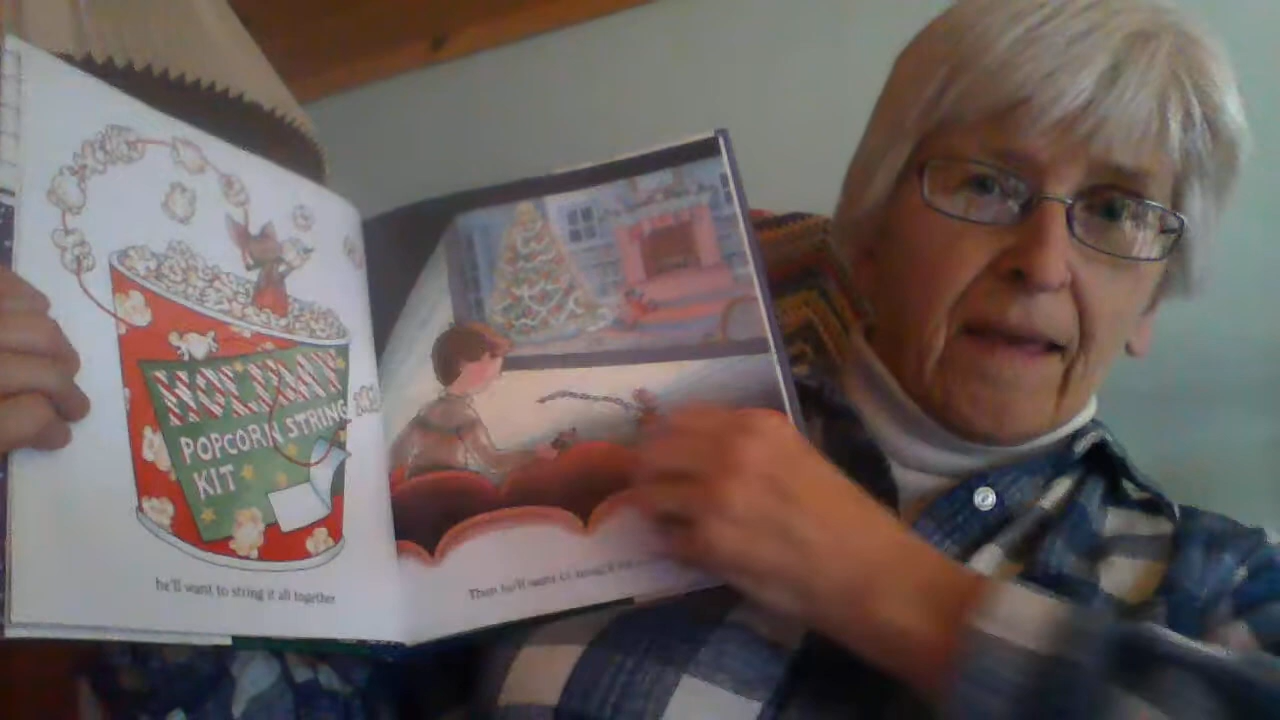 HOLIDAY
POPCORN STRING
KIT
he'll want to string it all together
Then he'll want to